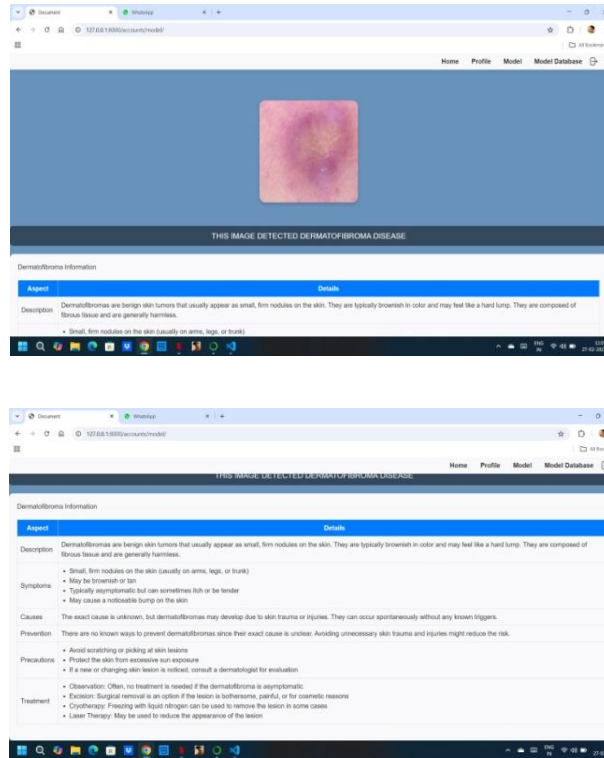 Document
WhatsApp
127.0.0.1:8000/accounts/model/
Home Profile Model Model Database
THIS IMAGE DETECTED DERMATOFIBROMA DISEASE
Dermatofibroma Information
Aspect Details
Description Dermatofibromas are benign skin tumors that usually appear as small, firm nodules on the skin. They are typically brownish in color and may feel like a hard lump. They are composed of
fibrous tissue and are generally harmless.
• Small, firm nodules on the skin (usually on arms, legs, or trunk)
ENG
IN
Document
WhatsApp
127.0.0.1:8000/accounts/model/
Home Profile Model Model Database
THIS IMAGE DETECTED DERMATOFIBROMA DISEASE
Dermatofibroma Information
Aspect Details
Description Dermatofibromas are benign skin tumors that usually appear as small, firm nodules on the skin. They are typically brownish in color and may feel like a hard lump. They are composed of
fibrous tissue and are generally harmless.
Symptoms
• Small, firm nodules on the skin (usually on arms, legs, or trunk)
• May be brownish or tan
• Typically asymptomatic but can sometimes itch or be tender
• May cause a noticeable bump on the skin
Causes The exact cause is unknown, but dermatofibromas may develop due to skin trauma or injuries. They can occur spontaneously without any known triggers.
Prevention There are no known ways to prevent dermatofibromas since their exact cause is unclear. Avoiding unnecessary skin trauma and injuries might reduce the risk.
Precautions
• Avoid scratching or picking at skin lesions
• Protect the skin from excessive sun exposure
• If a new or changing skin lesion is noticed, consult a dermatologist for evaluation
Treatment
• Observation: Often, no treatment is needed if the dermatofibroma is asymptomatic
• Excision: Surgical removal is an option if the lesion is bothersome, painful, or for cosmetic reasons
• Cryotherapy: Freezing with liquid nitrogen can be used to remove the lesion in some cases
• Laser Therapy: May be used to reduce the appearance of the lesion
ENG
IN